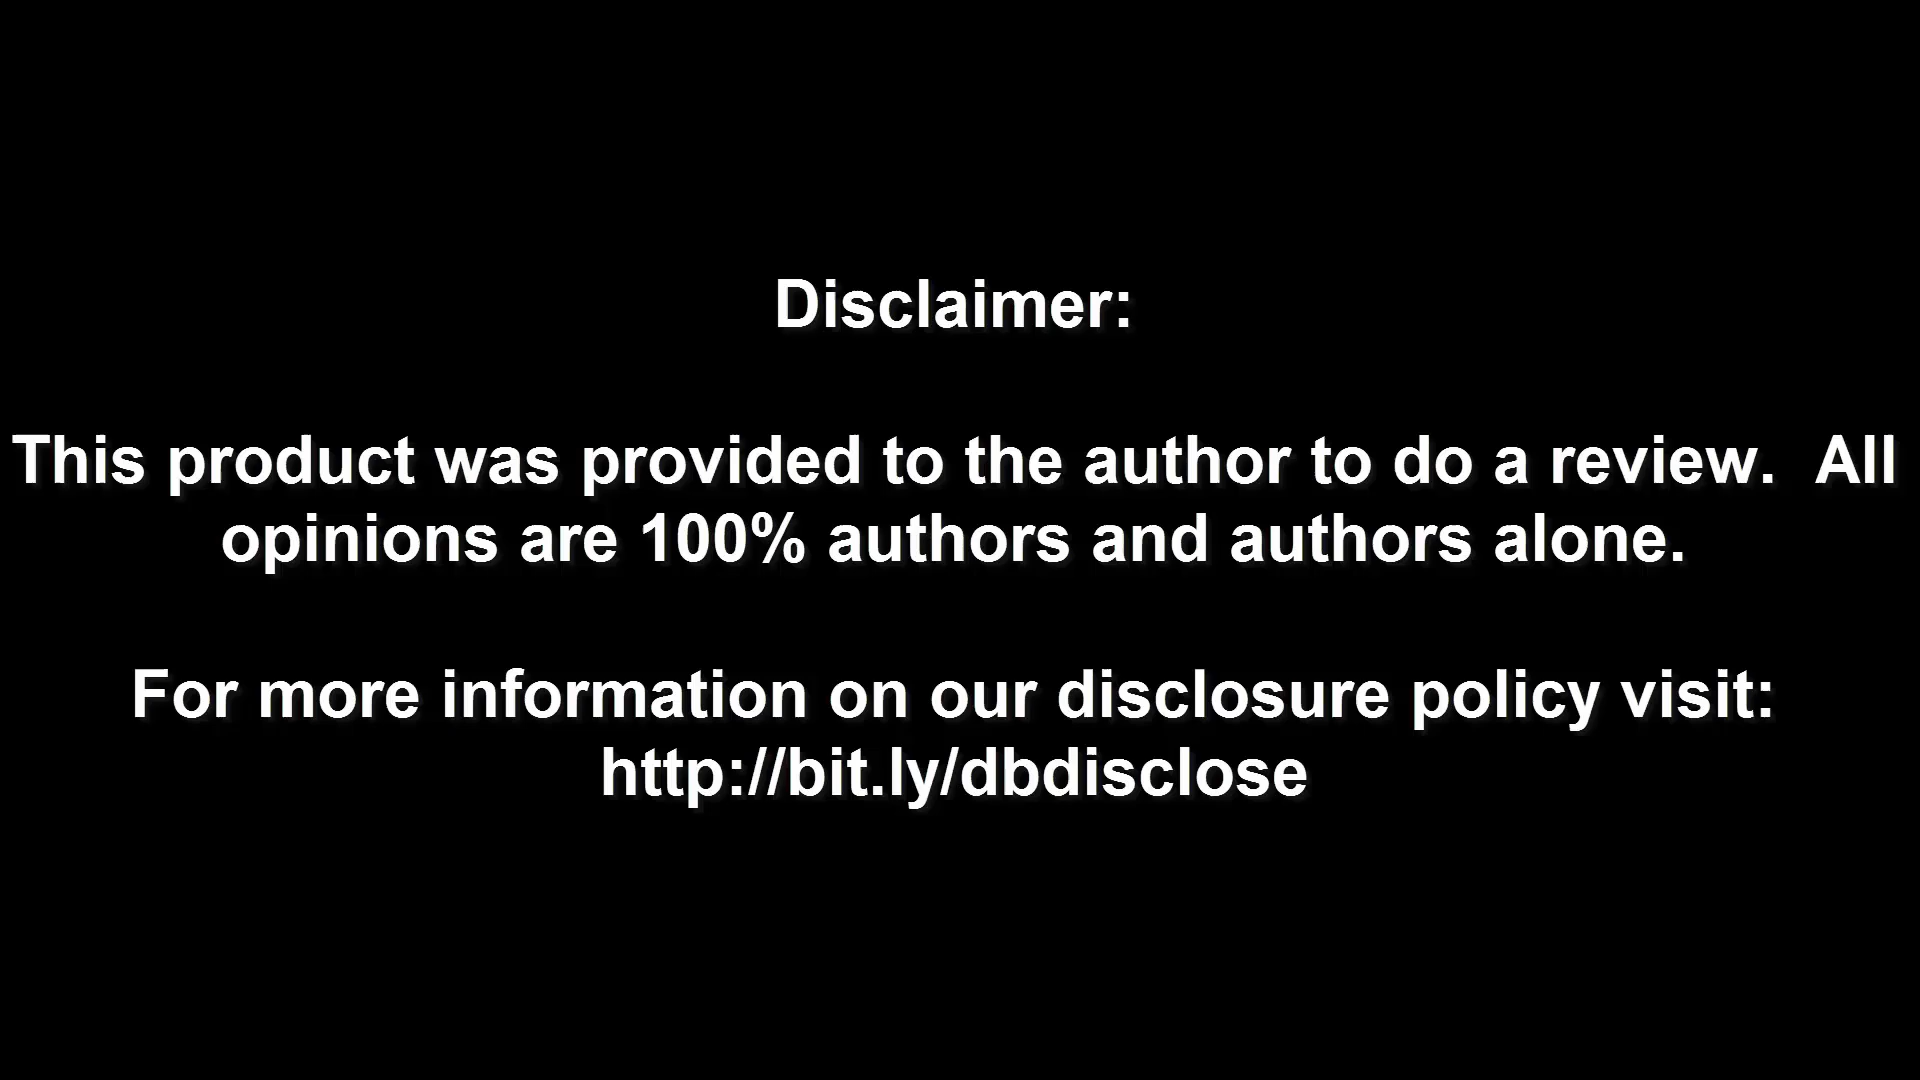 Disclaimer:
This product was provided to the author to do a review.  All
opinions are 100% authors and authors alone.
For more information on our disclosure policy visit:
http://bit.ly/dbdisclose